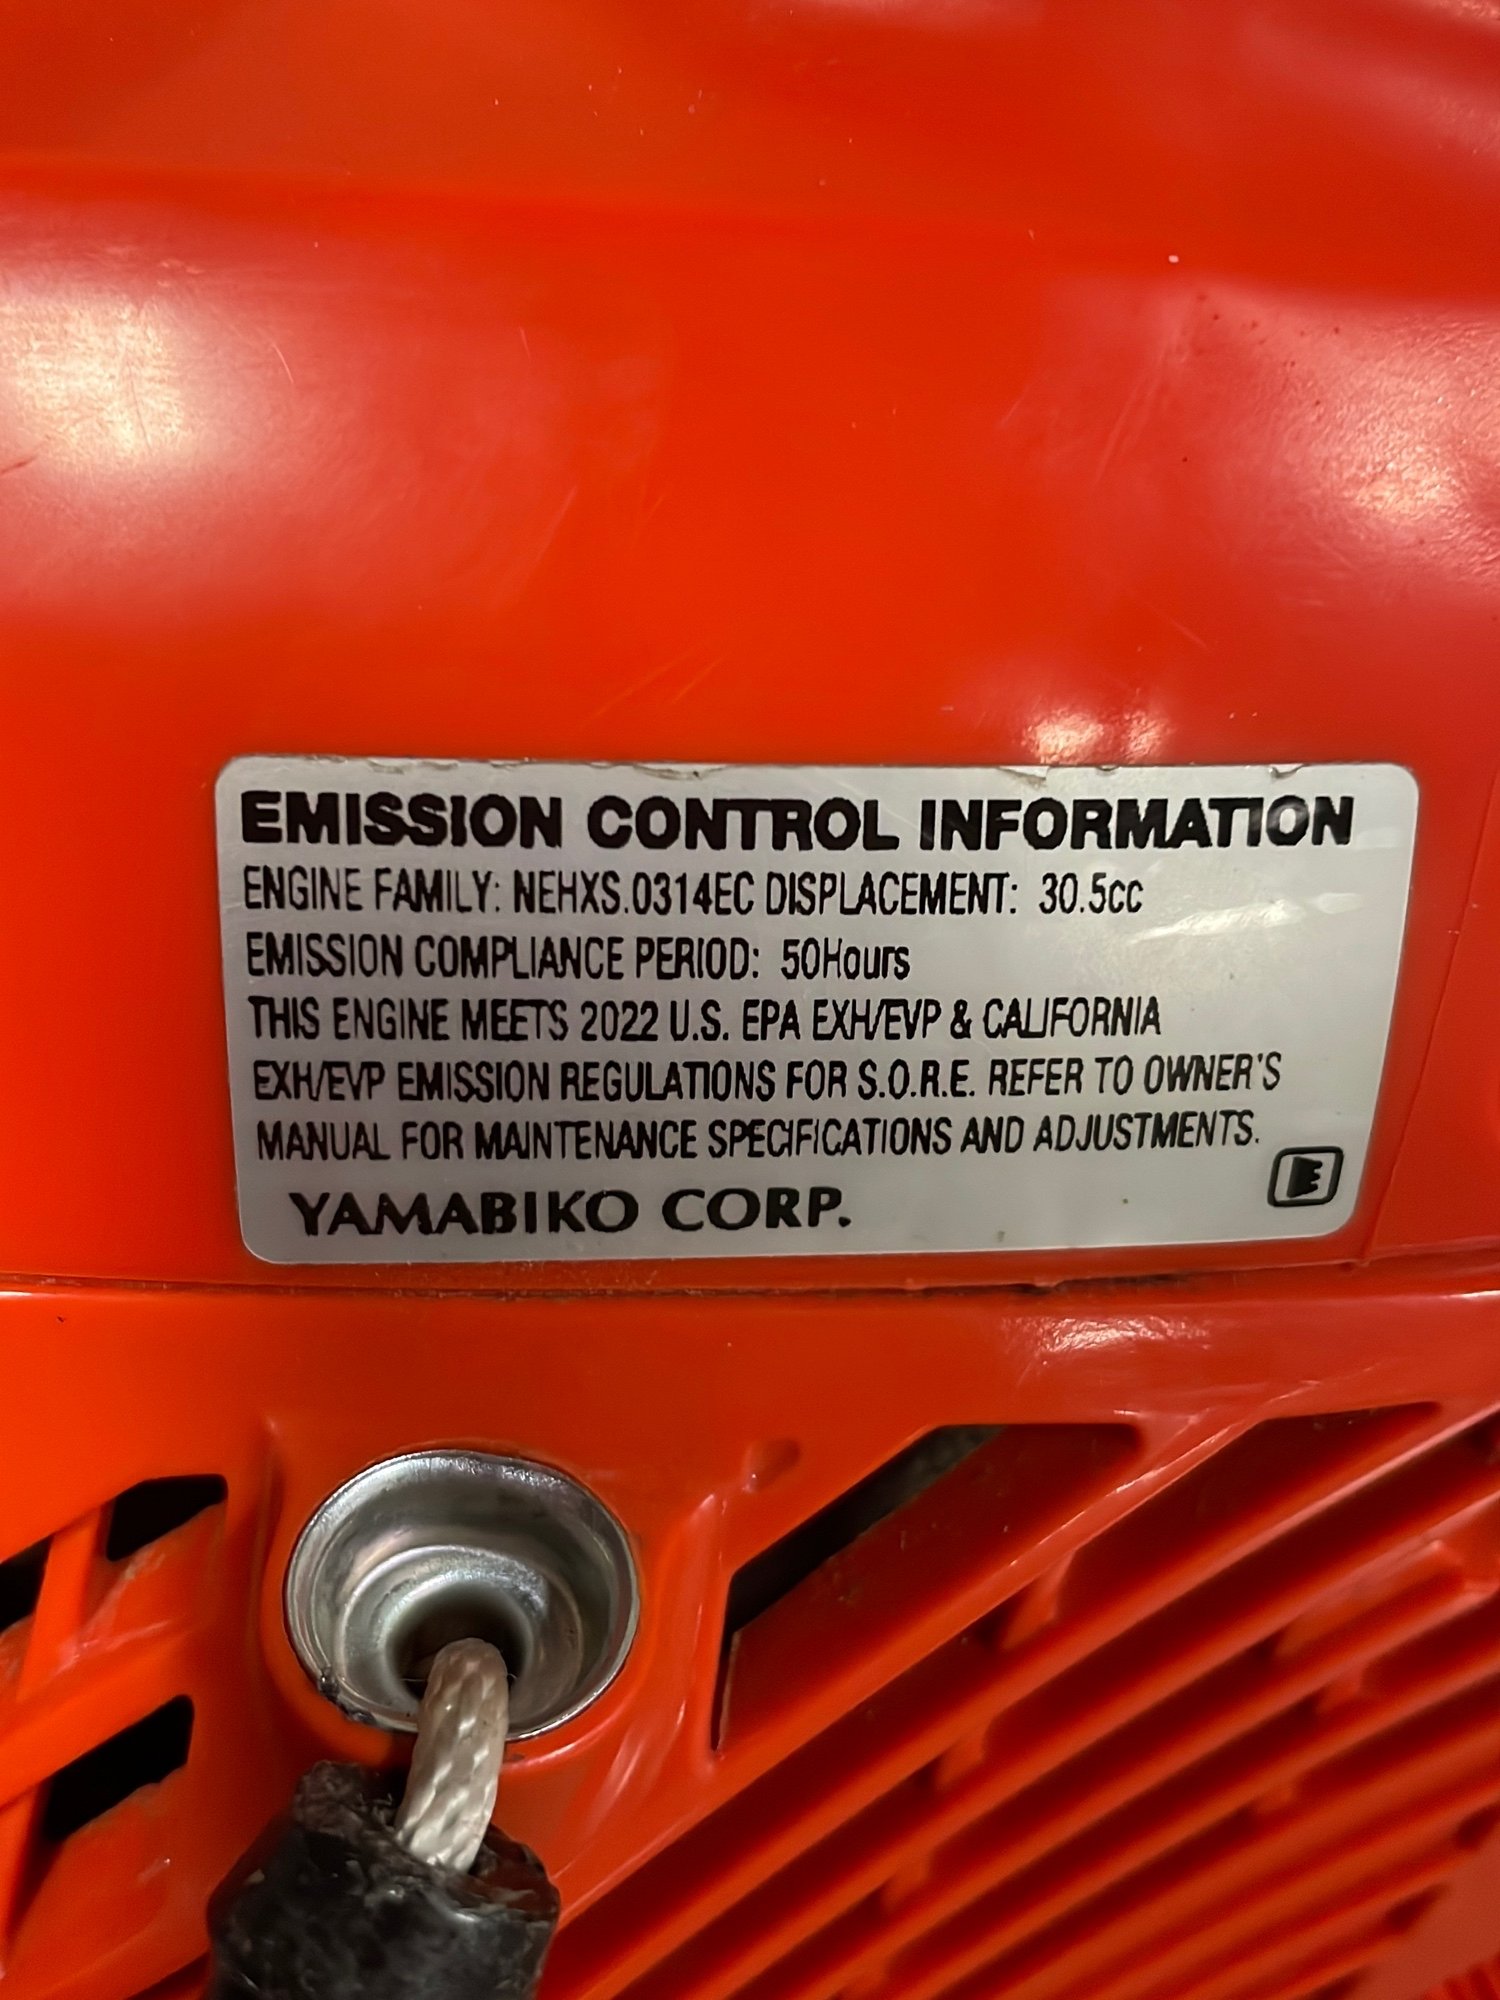 EMISSION CONTROL INFORMATION
ENGINE FAMILY: NEHXS.0314EC DISPLACEMENT: 30.5cc
EMISSION COMPLIANCE PERIOD: 50Hours
THIS ENGINE MEETS 2022 U.S. EPA EXH/EVP & CALIFORNIA
EXH/EVP EMISSION REGULATIONS FOR S.O.R.E. REFER TO OWNER'S
MANUAL FOR MAINTENANCE SPECIFICATIONS AND ADJUSTMENTS.
YAMABIKO CORP.
E